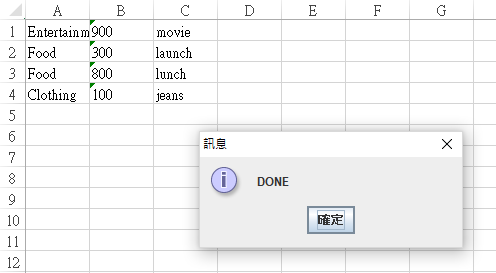 A B C D E F G
1 Entertainm 900 movie
2 Food 300 launch
3 Food 800 lunch
4 Clothing 100 jeans
5
6
7
8
9
10
11
12
訊息
DONE
確定